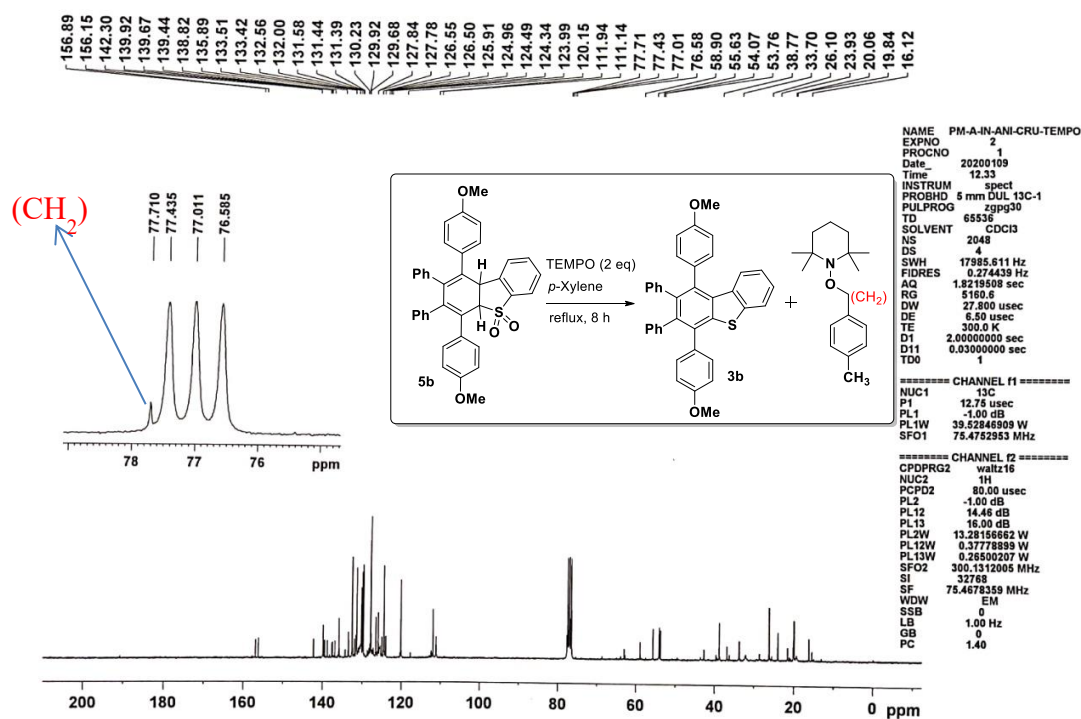 156.89
156.15
142.30
139.92
139.67
139.44
138.82
135.89
133.51
133.42
132.56
132.00
131.58
131.44
131.39
130.23
129.92
129.68
127.84
127.78
126.55
126.50
125.91
124.96
124.49
124.34
123.99
120.15
111.94
111.14
77.71
77.43
77.01
76.58
58.90
55.63
54.07
53.76
38.77
33.70
26.10
23.93
20.06
19.84
16.12
NAME PM-A-IN-ANI-CRU-TEMPO
EXPNO 2
PROCNO 1
Date_ 20200109
Time 12.33
INSTRUM spect
PROBHD 5 mm DUL 13C-1
PULPROG zgpg30
TD 65536
SOLVENT CDCl3
NS 2048
DS 4
SWH 17985.611 Hz
FIDRES 0.274439 Hz
AQ 1.8219508 sec
RG 5160.6
DW 27.800 usec
DE 6.50 usec
TE 300.0 K
D1 2.00000000 sec
D11 0.03000000 sec
TD0 1
======== CHANNEL f1 ========
NUC1 13C
P1 12.75 usec
PL1 -1.00 dB
PL1W 39.52846909 W
SFO1 75.4752953 MHz
======== CHANNEL f2 ========
CPDPRG2 waltz16
NUC2 1H
PCPD2 80.00 usec
PL2 -1.00 dB
PL12 14.46 dB
PL13 16.00 dB
PL2W 13.28156662 W
PL12W 0.37778899 W
PL13W 0.26500207 W
SFO2 300.1312005 MHz
SI 32768
SF 75.4678359 MHz
WDW EM
SSB 0
LB 1.00 Hz
GB 0
PC 1.40
(CH2)
77.710
77.435
77.011
76.585
78 77 76 ppm
OMe
Ph
Ph
H
H
S
O
O
5b
OMe
TEMPO (2 eq)
p-Xylene
reflux, 8 h
OMe
Ph
Ph
S
3b
OMe
+
N
O
(CH2)
CH3
200 180 160 140 120 100 80 60 40 20 0 ppm